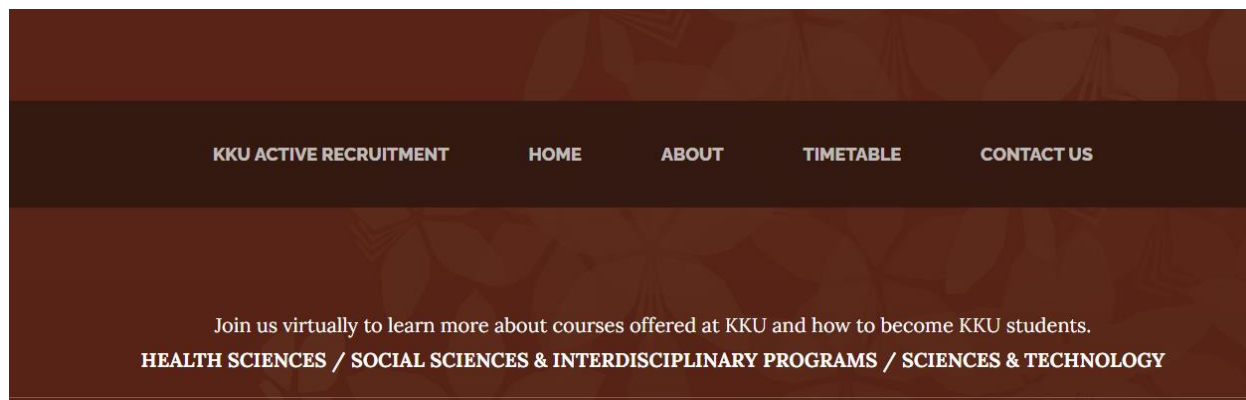 KKU ACTIVE RECRUITMENT HOME ABOUT TIMETABLE CONTACT US
Join us virtually to learn more about courses offered at KKU and how to become KKU students.
HEALTH SCIENCES / SOCIAL SCIENCES & INTERDISCIPLINARY PROGRAMS / SCIENCES & TECHNOLOGY